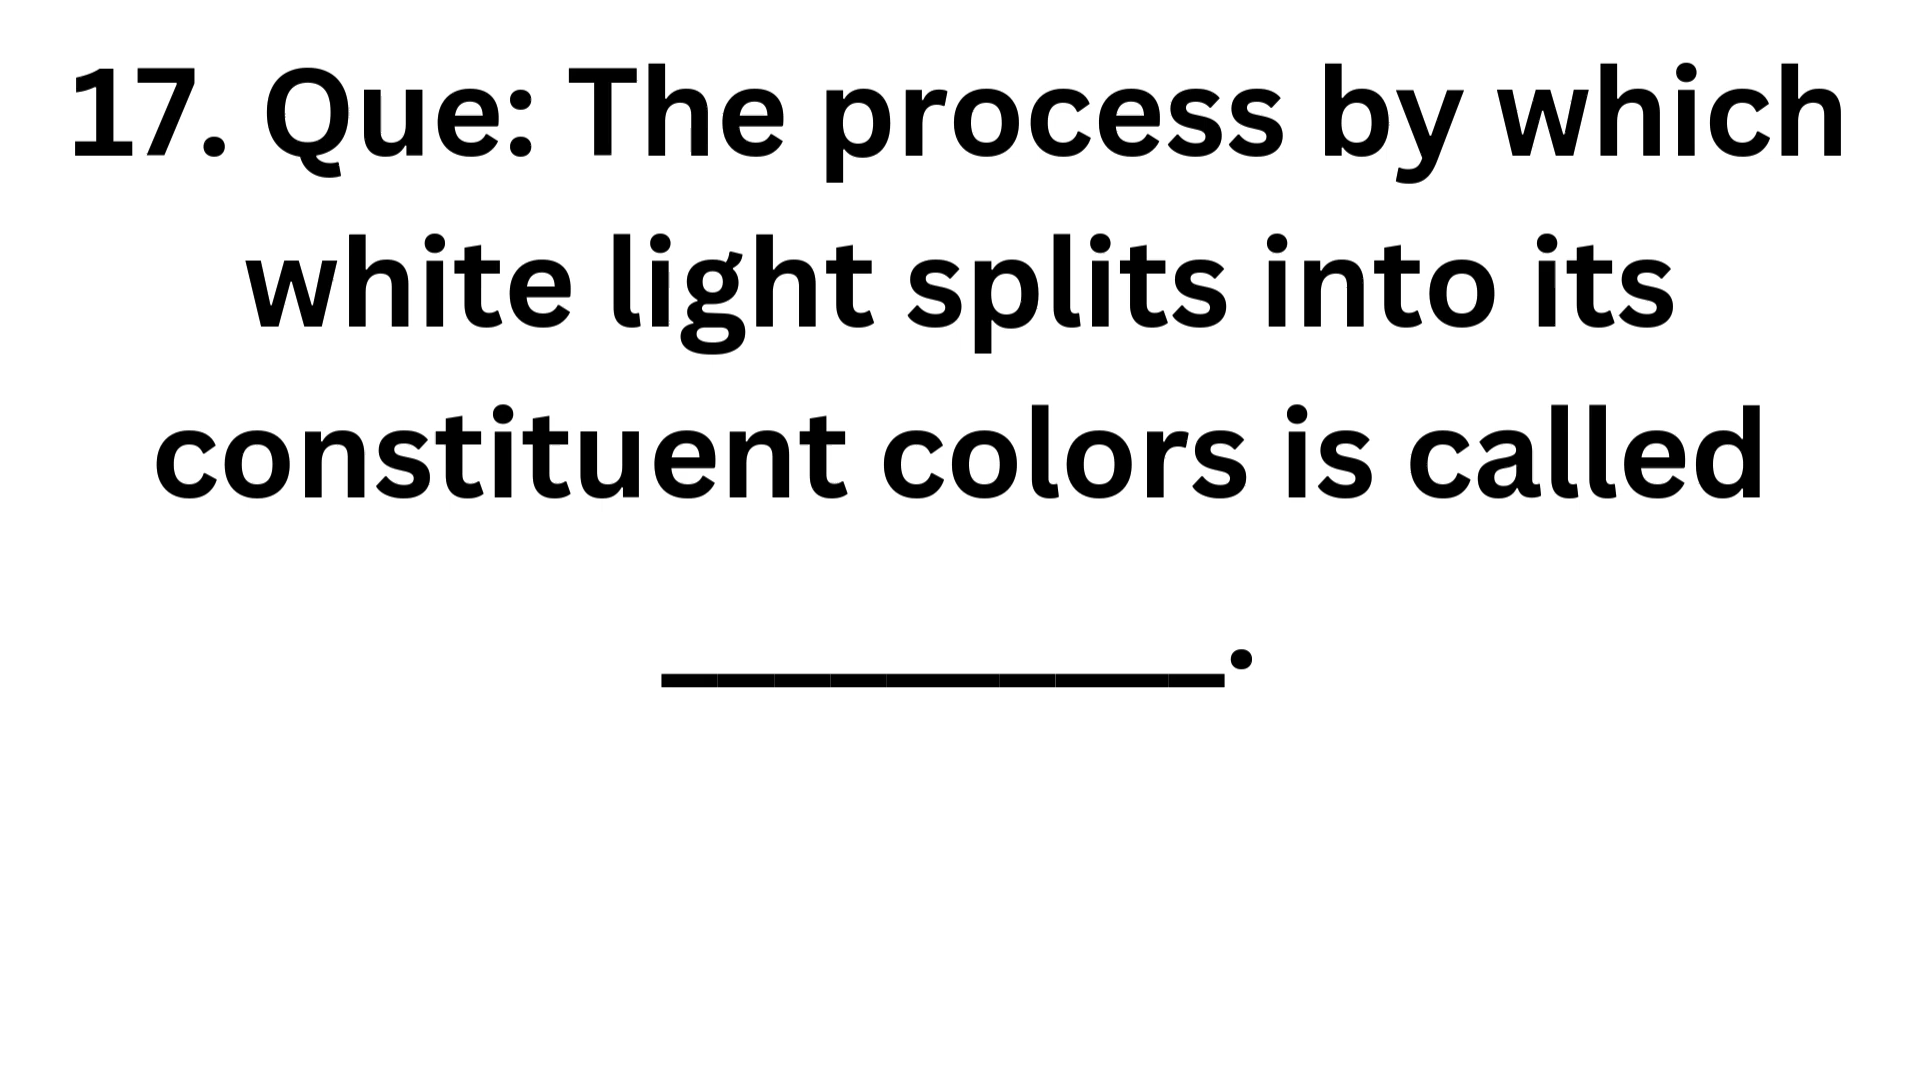 17. Que: The process by which
white light splits into its
constituent colors is called
__________.